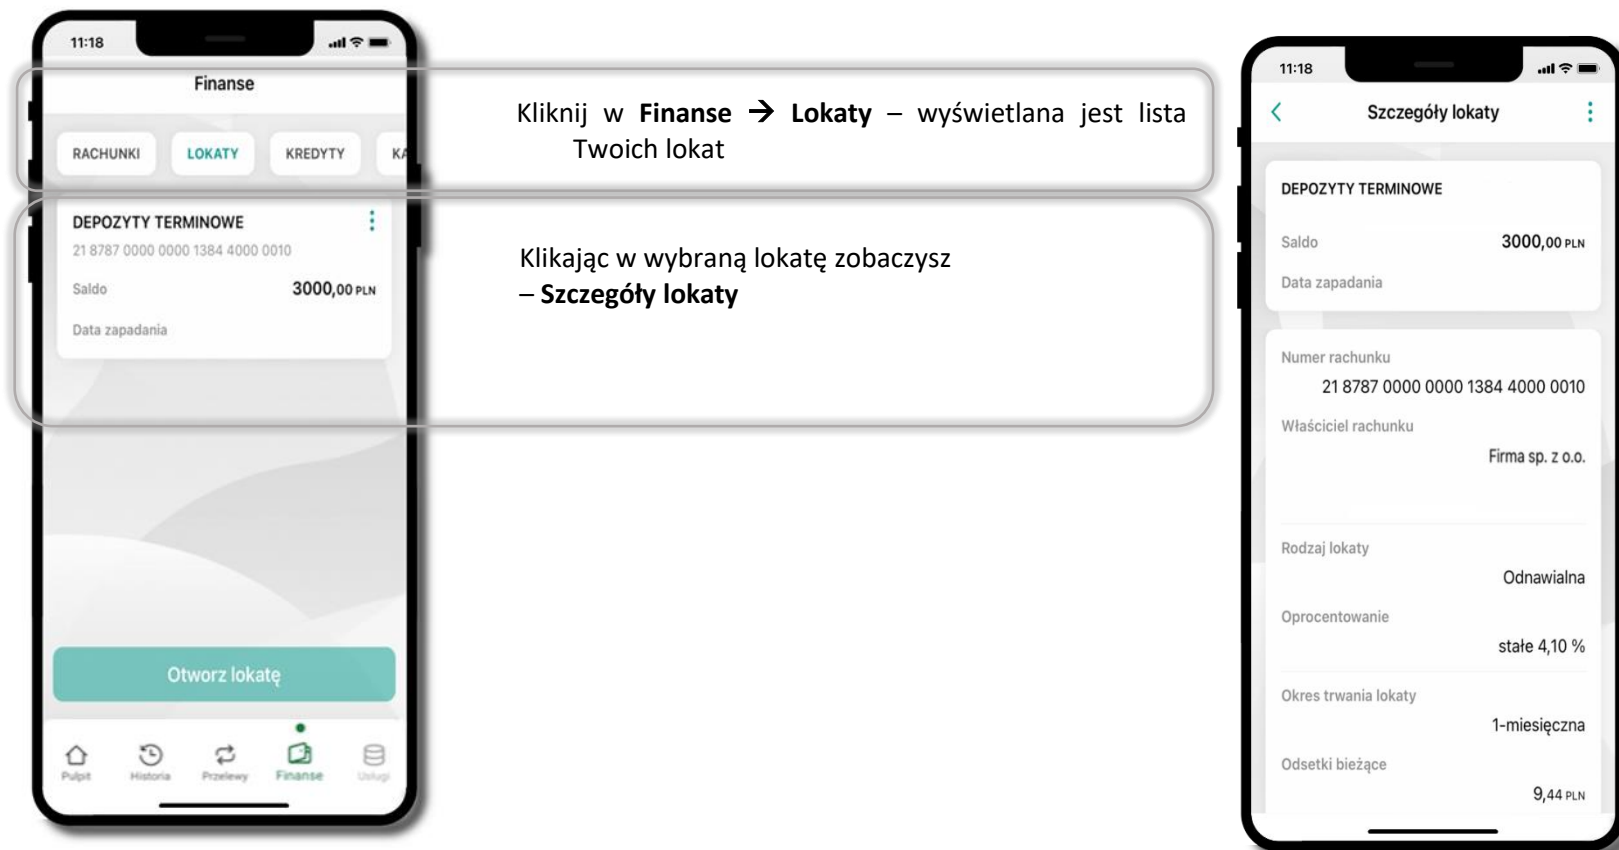 11:18
Finanse
RACHUNKI LOKATY KREDYTY KA
DEPOZYTY TERMINOWE
21 8787 0000 0000 1384 4000 0010
Saldo 3000,00 PLN
Data zapadania
Otworz lokatę
Pulpit Historia Przelewy Finanse Usługi
Kliknij w Finanse → Lokaty – wyświetlana jest lista
Twoich lokat
Klikając w wybraną lokatę zobaczysz
– Szczegóły lokaty
11:18
Szczegóły lokaty
DEPOZYTY TERMINOWE
Saldo 3000,00 PLN
Data zapadania
Numer rachunku
21 8787 0000 0000 1384 4000 0010
Właściciel rachunku
Firma sp. z o.o.
Rodzaj lokaty
Odnawialna
Oprocentowanie
stałe 4,10 %
Okres trwania lokaty
1-miesięczna
Odsetki bieżące
9,44 PLN